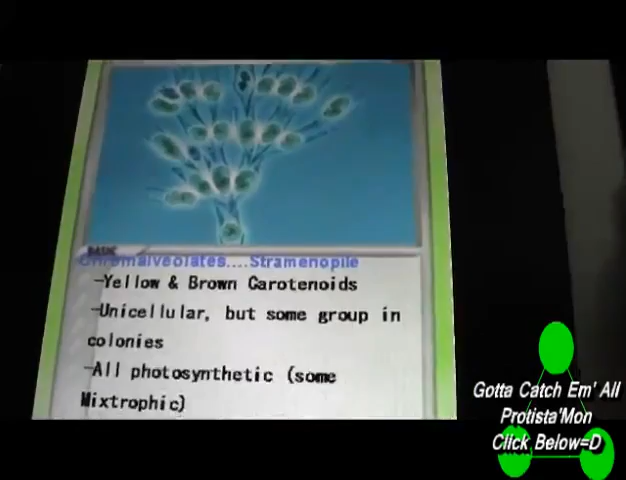 BASIC
Chromalveolates....Stramenopile
-Yellow & Brown Carotenoids
-Unicellular, but some group in
colonies
-All photosynthetic (some
Mixtrophic)
Gotta Catch Em' All
Protista'Mon
Click Below=D